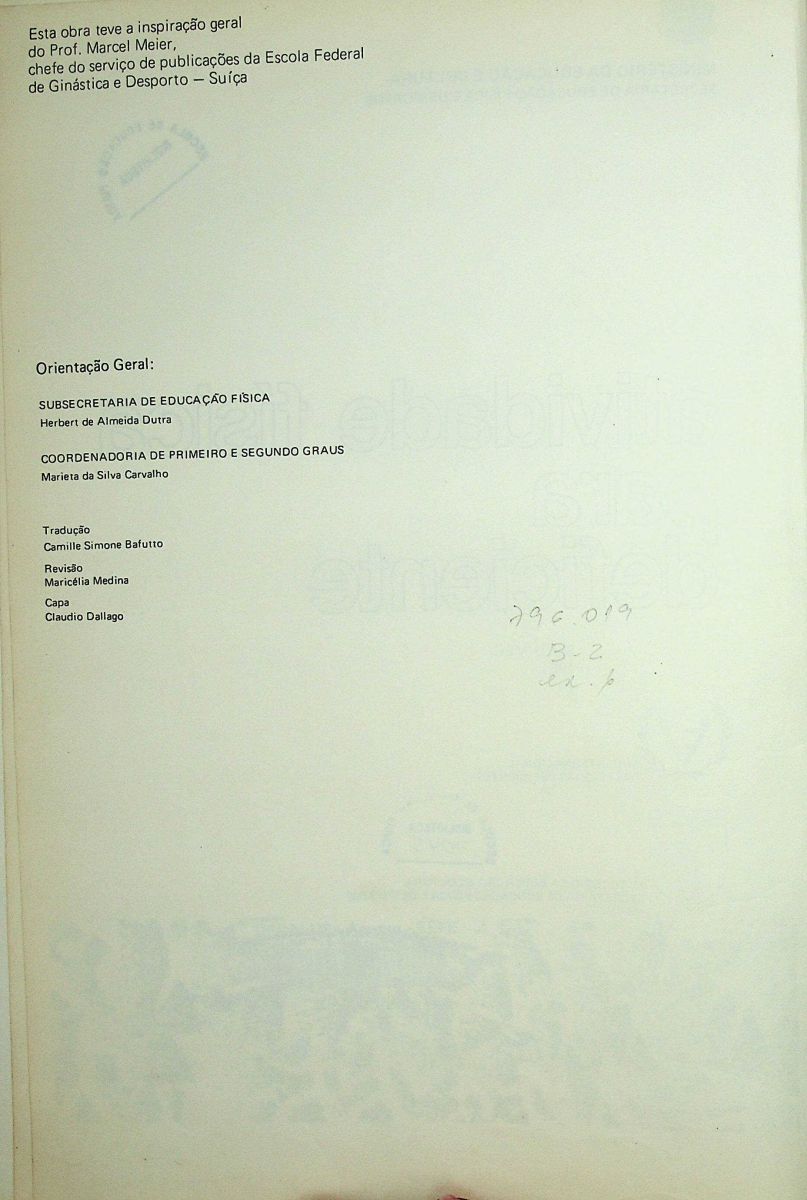 Esta obra teve a inspiração geral
do Prof. Marcel Meier,
chefe do serviço de publicações da Escola Federal
de Ginástica e Desporto — Suíça
Orientação Geral:
SUBSECRETARIA DE EDUCAÇÃO FÍSICA
Herbert de Almeida Dutra
COORDENADORIA DE PRIMEIRO E SEGUNDO GRAUS
Marieta da Silva Carvalho
Tradução
Camille Simone Bafutto
Revisão
Maricélia Medina
Capa
Claudio Dallago
796.019
B-2